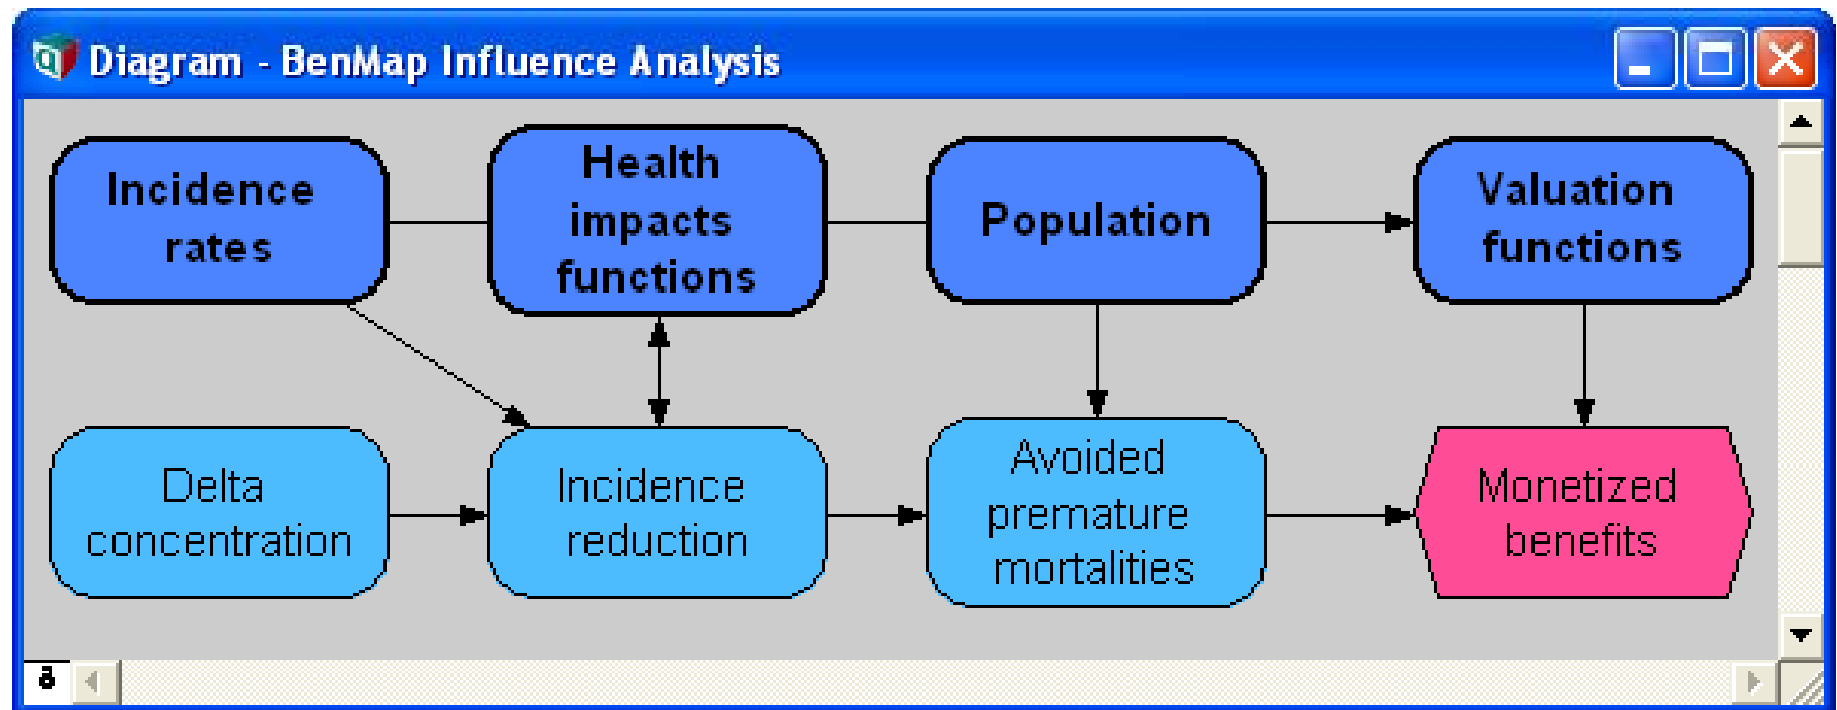 Diagram - BenMap Influence Analysis
Incidence
rates
Health
impacts
functions
Population
Valuation
functions
Delta
concentration
Incidence
reduction
Avoided
premature
mortalities
Monetized
benefits